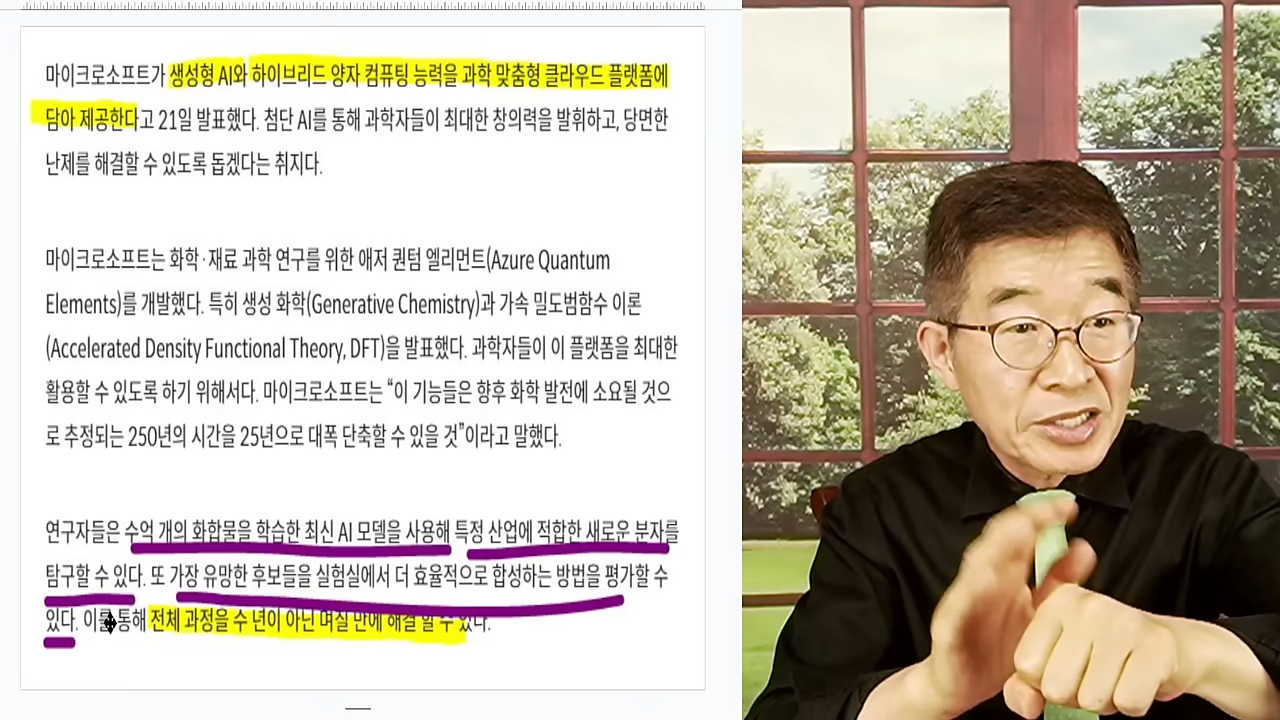 마이크로소프트가 생성형 AI와 하이브리드 양자 컴퓨팅 능력을 과학 맞춤형 클라우드 플랫폼에
담아 제공한다고 21일 발표했다. 첨단 AI를 통해 과학자들이 최대한 창의력을 발휘하고, 당면한
난제를 해결할 수 있도록 돕겠다는 취지다.
마이크로소프트는 화학·재료 과학 연구를 위한 애저 퀀텀 엘리먼트(Azure Quantum
Elements)를 개발했다. 특히 생성 화학(Generative Chemistry)과 가속 밀도범함수 이론
(Accelerated Density Functional Theory, DFT)을 발표했다. 과학자들이 이 플랫폼을 최대한
활용할 수 있도록 하기 위해서다. 마이크로소프트는 “이 기능들은 향후 화학 발전에 소요될 것으
로 추정되는 250년의 시간을 25년으로 대폭 단축할 수 있을 것”이라고 말했다.
연구자들은 수억 개의 화합물을 학습한 최신 AI 모델을 사용해 특정 산업에 적합한 새로운 분자를
탐구할 수 있다. 또 가장 유망한 후보들을 실험실에서 더 효율적으로 합성하는 방법을 평가할 수
있다. 이를 통해 전체 과정을 수 년이 아닌 며칠 만에 해결 할 수 있다.